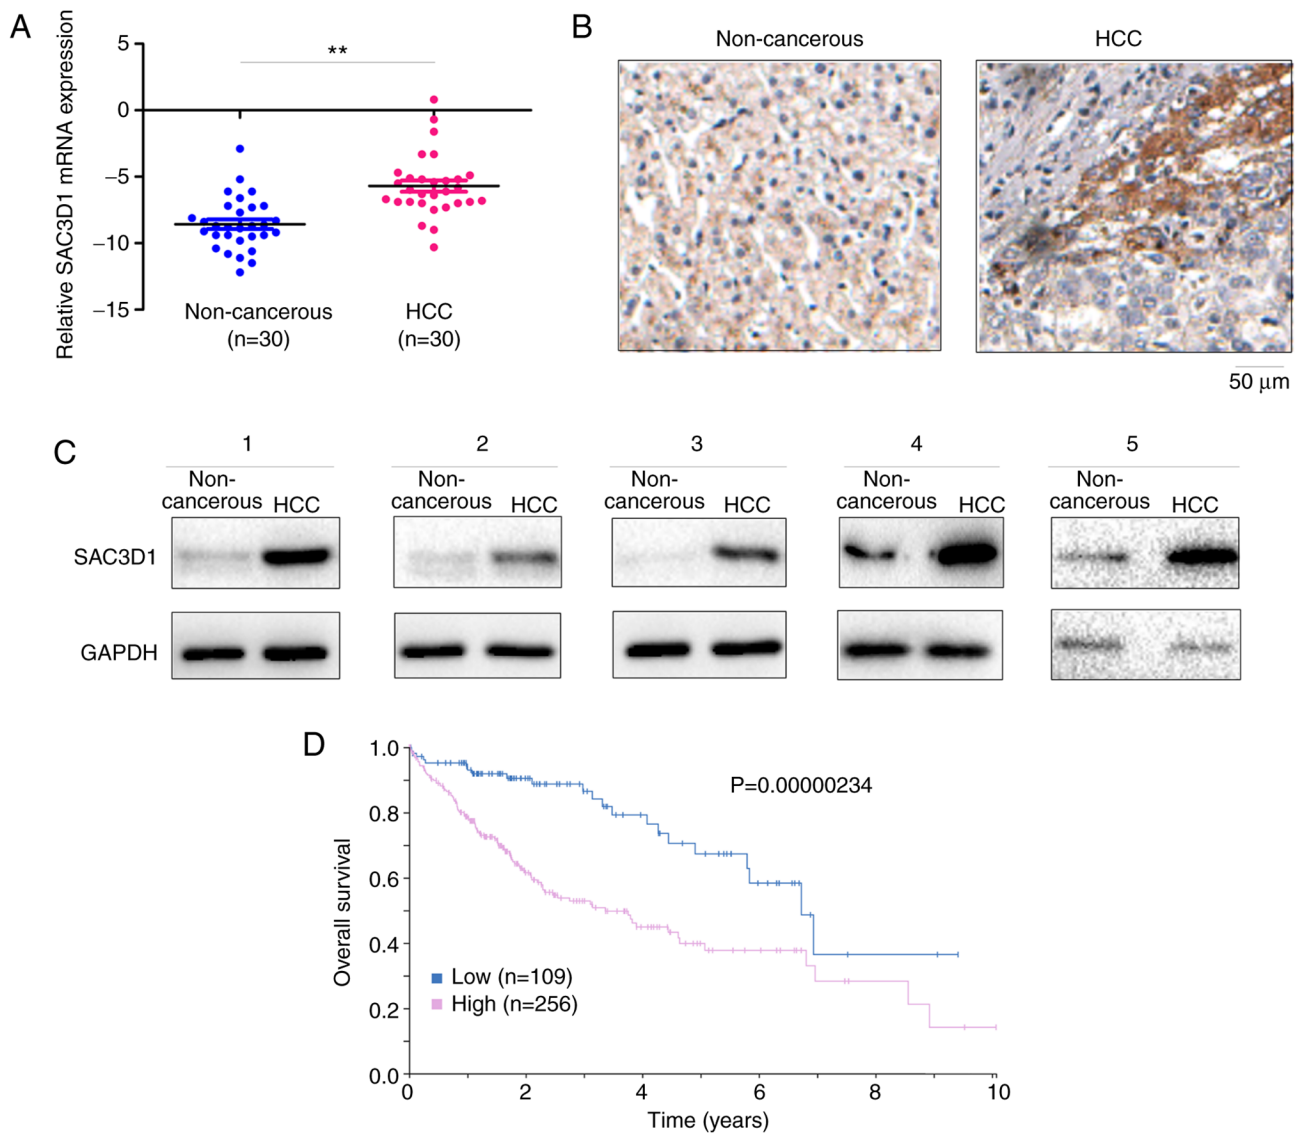 A
Relative SAC3D1 mRNA expression
5
0
−5
−10
−15
**
Non-cancerous
(n=30)
HCC
(n=30)
B
Non-cancerous
HCC
50 µm
C
1
2
3
4
5
Non-
cancerous
HCC
Non-
cancerous
HCC
Non-
cancerous
HCC
Non-
cancerous
HCC
Non-
cancerous
HCC
SAC3D1
GAPDH
D
Overall survival
1.0
0.8
0.6
0.4
0.2
0.0
P=0.00000234
Low (n=109)
High (n=256)
0
2
4
6
8
10
Time (years)